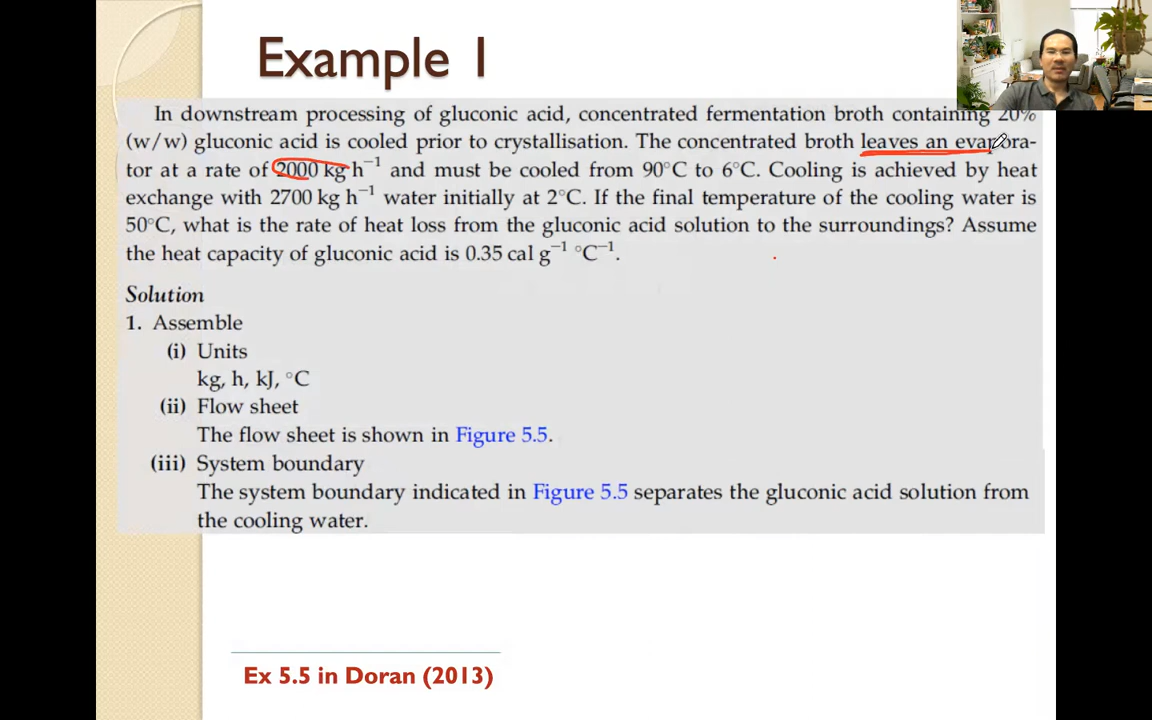 Example 1
In downstream processing of gluconic acid, concentrated fermentation broth containing 20%
(w/w) gluconic acid is cooled prior to crystallisation. The concentrated broth leaves an evapora-
tor at a rate of 2000 kg h⁻¹ and must be cooled from 90°C to 6°C. Cooling is achieved by heat
exchange with 2700 kg h⁻¹ water initially at 2°C. If the final temperature of the cooling water is
50°C, what is the rate of heat loss from the gluconic acid solution to the surroundings? Assume
the heat capacity of gluconic acid is 0.35 cal g⁻¹ °C⁻¹.
Solution
1. Assemble
(i) Units
kg, h, kJ, °C
(ii) Flow sheet
The flow sheet is shown in Figure 5.5.
(iii) System boundary
The system boundary indicated in Figure 5.5 separates the gluconic acid solution from
the cooling water.
Ex 5.5 in Doran (2013)